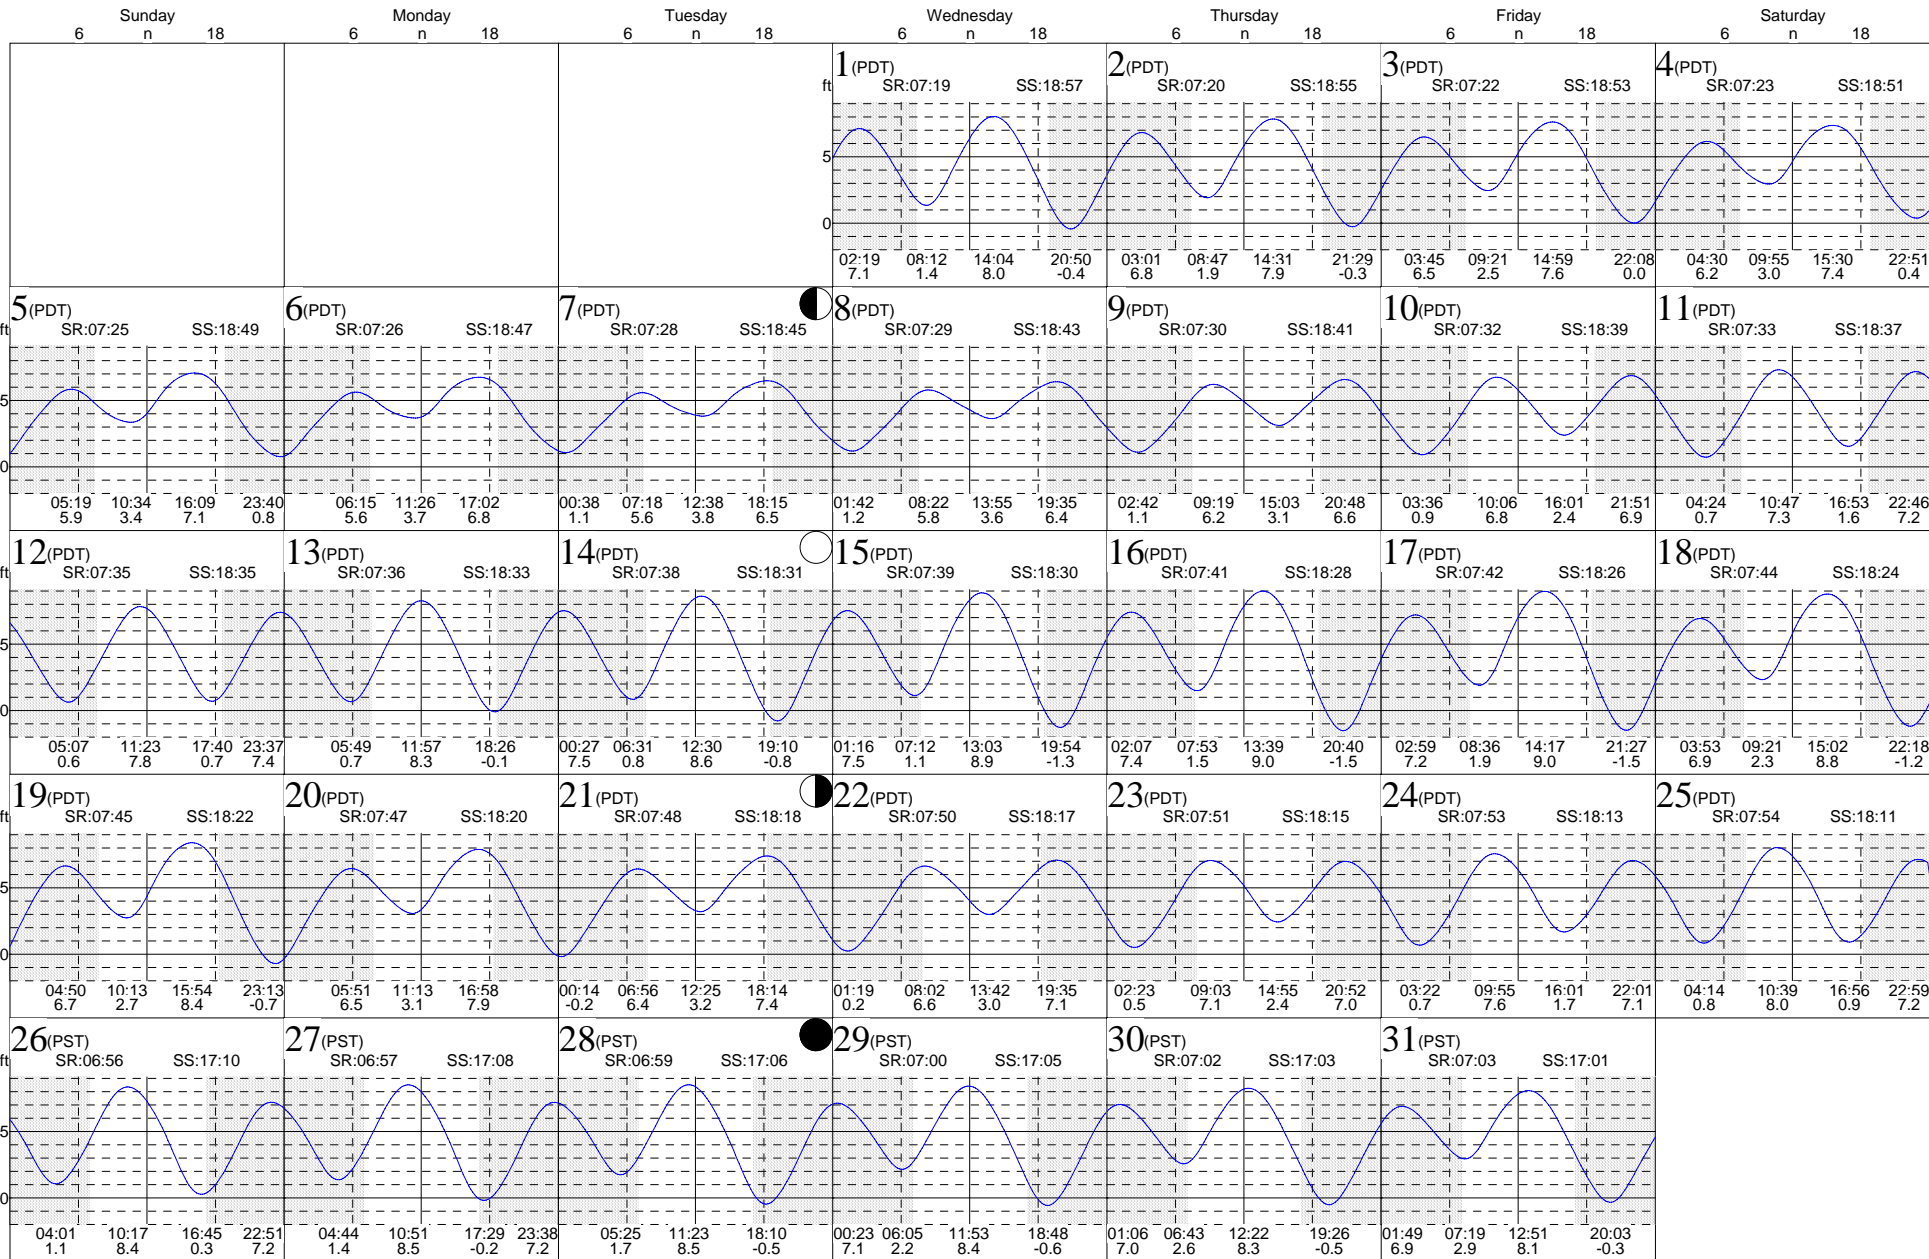 Sunday Monday Tuesday Wednesday Thursday Friday Saturday
6 n 18 6 n 18 6 n 18 6 n 18 6 n 18 6 n 18 6 n 18
1(PDT) 2(PDT) 3(PDT) 4(PDT)
ft SR:07:19 SS:18:57 SR:07:20 SS:18:55 SR:07:22 SS:18:53 SR:07:23 SS:18:51
5
0
02:19 08:12 14:04 20:50 03:01 08:47 14:31 21:29 03:45 09:21 14:59 22:08 04:30 09:55 15:30 22:51
7.1 1.4 8.0 -0.4 6.8 1.9 7.9 -0.3 6.5 2.5 7.6 0.0 6.2 3.0 7.4 0.4
5(PDT) 6(PDT) 7(PDT) 8(PDT) 9(PDT) 10(PDT) 11(PDT)
ft SR:07:25 SS:18:49 SR:07:26 SS:18:47 SR:07:28 SS:18:45 SR:07:29 SS:18:43 SR:07:30 SS:18:41 SR:07:32 SS:18:39 SR:07:33 SS:18:37
5
0
05:19 10:34 16:09 23:40 06:15 11:26 17:02 00:38 07:18 12:38 18:15 01:42 08:22 13:55 19:35 02:42 09:19 15:03 20:48 03:36 10:06 16:01 21:51 04:24 10:47 16:53 22:46
5.9 3.4 7.1 0.8 5.6 3.7 6.8 1.1 5.6 3.8 6.5 1.2 5.8 3.6 6.4 1.1 6.2 3.1 6.6 0.9 6.8 2.4 6.9 0.7 7.3 1.6 7.2
12(PDT) 13(PDT) 14(PDT) 15(PDT) 16(PDT) 17(PDT) 18(PDT)
ft SR:07:35 SS:18:35 SR:07:36 SS:18:33 SR:07:38 SS:18:31 SR:07:39 SS:18:30 SR:07:41 SS:18:28 SR:07:42 SS:18:26 SR:07:44 SS:18:24
5
0
05:07 11:23 17:40 23:37 05:49 11:57 18:26 00:27 06:31 12:30 19:10 01:16 07:12 13:03 19:54 02:07 07:53 13:39 20:40 02:59 08:36 14:17 21:27 03:53 09:21 15:02 22:18
0.6 7.8 0.7 7.4 0.7 8.3 -0.1 7.5 0.8 8.6 -0.8 7.5 1.1 8.9 -1.3 7.4 1.5 9.0 -1.5 7.2 1.9 9.0 -1.5 6.9 2.3 8.8 -1.2
19(PDT) 20(PDT) 21(PDT) 22(PDT) 23(PDT) 24(PDT) 25(PDT)
ft SR:07:45 SS:18:22 SR:07:47 SS:18:20 SR:07:48 SS:18:18 SR:07:50 SS:18:17 SR:07:51 SS:18:15 SR:07:53 SS:18:13 SR:07:54 SS:18:11
5
0
04:50 10:13 15:54 23:13 05:51 11:13 16:58 00:14 06:56 12:25 18:14 01:19 08:02 13:42 19:35 02:23 09:03 14:55 20:52 03:22 09:55 16:01 22:01 04:14 10:39 16:56 22:59
6.7 2.7 8.4 -0.7 6.5 3.1 7.9 -0.2 6.4 3.2 7.4 0.2 6.6 3.0 7.1 0.5 7.1 2.4 7.0 0.7 7.6 1.7 7.1 0.8 8.0 0.9 7.2
26(PST) 27(PST) 28(PST) 29(PST) 30(PST) 31(PST)
ft SR:06:56 SS:17:10 SR:06:57 SS:17:08 SR:06:59 SS:17:06 SR:07:00 SS:17:05 SR:07:02 SS:17:03 SR:07:03 SS:17:01
5
0
04:01 10:17 16:45 22:51 04:44 10:51 17:29 23:38 05:25 11:23 18:10 00:23 06:05 11:53 18:48 01:06 06:43 12:22 19:26 01:49 07:19 12:51 20:03
1.1 8.4 0.3 7.2 1.4 8.5 -0.2 7.2 1.7 8.5 -0.5 7.1 2.2 8.4 -0.6 7.0 2.6 8.3 -0.5 6.9 2.9 8.1 -0.3